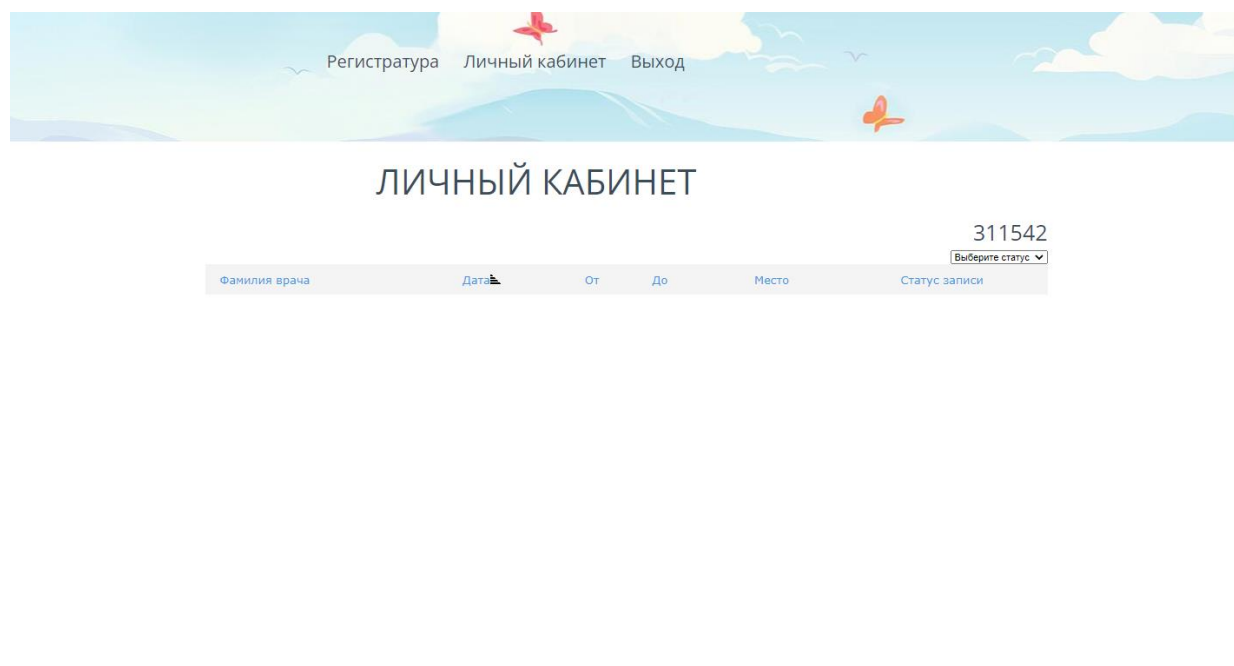 Регистратура Личный кабинет Выход
ЛИЧНЫЙ КАБИНЕТ
311542
Выберите статус
Фамилия врача Дата От До Место Статус записи